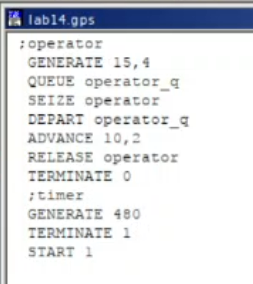 lab14.gps
;operator
GENERATE 15,4
QUEUE operator_q
SEIZE operator
DEPART operator_q
ADVANCE 10,2
RELEASE operator
TERMINATE 0
;timer
GENERATE 480
TERMINATE 1
START 1